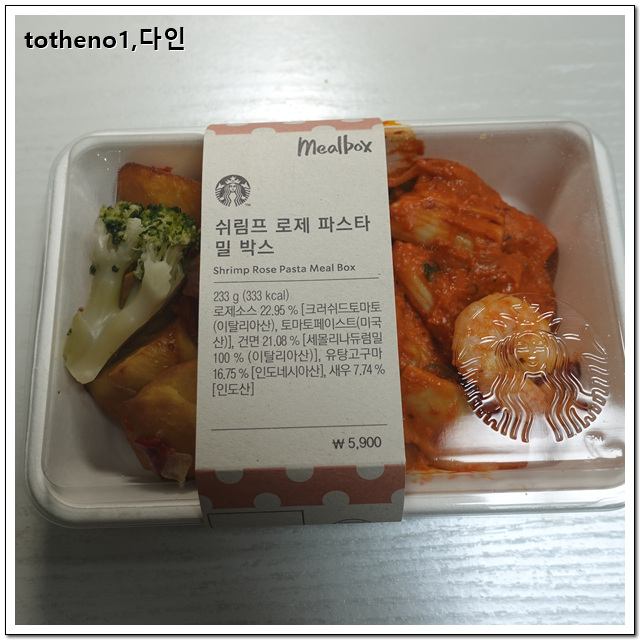 totheno1,다인
Mealbox
쉬림프 로제 파스타
밀 박스
Shrimp Rose Pasta Meal Box
233 g (333 kcal)
로제소스 22.95 % [크러쉬드토마토
(이탈리아산), 토마토페이스트(미국
산)], 건면 21.08 % [세몰리나듀럼밀
100 % (이탈리아산)], 유탕고구마
16.75 % [인도네시아산], 새우 7.74 %
[인도산]
₩ 5,900